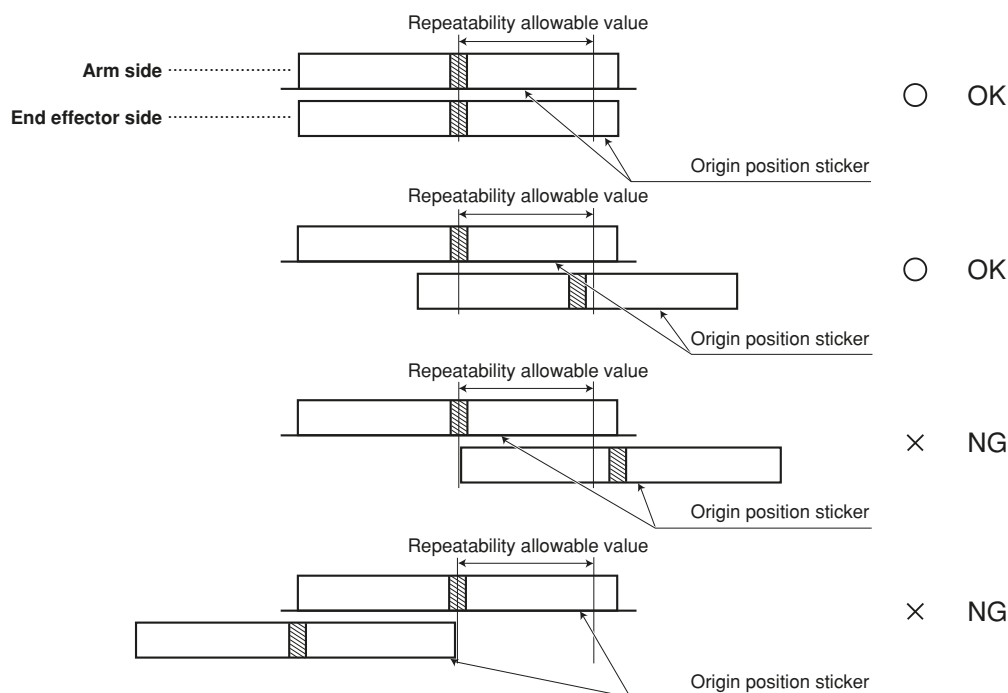 Repeatability allowable value
Arm side
OK
End effector side
Origin position sticker
Repeatability allowable value
OK
Origin position sticker
Repeatability allowable value
NG
Origin position sticker
Repeatability allowable value
NG
Origin position sticker